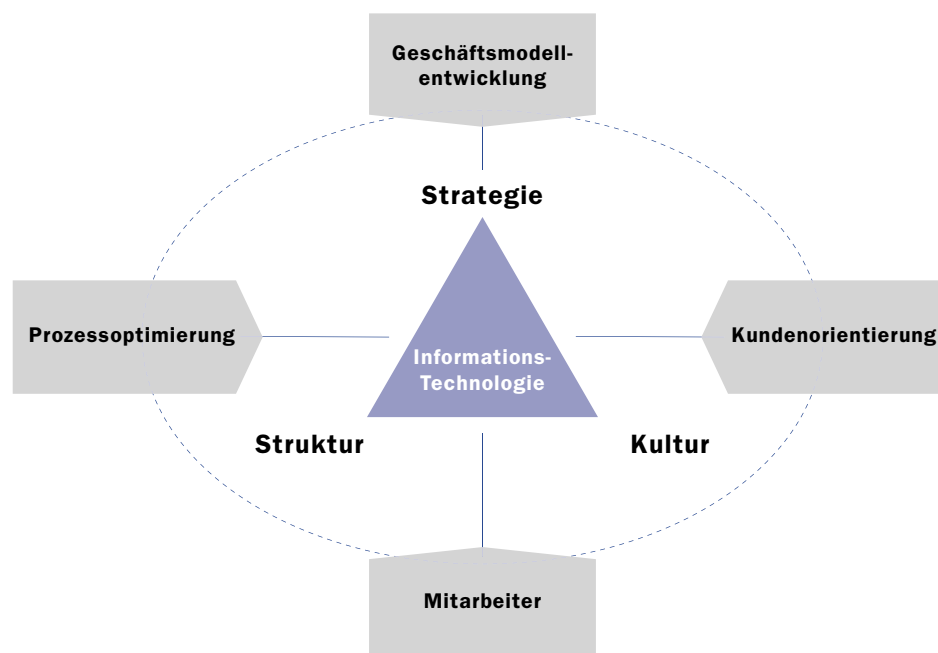 Geschäftsmodell-
entwicklung
Strategie
Prozessoptimierung
Informations-
Technologie
Kundenorientierung
Struktur
Kultur
Mitarbeiter